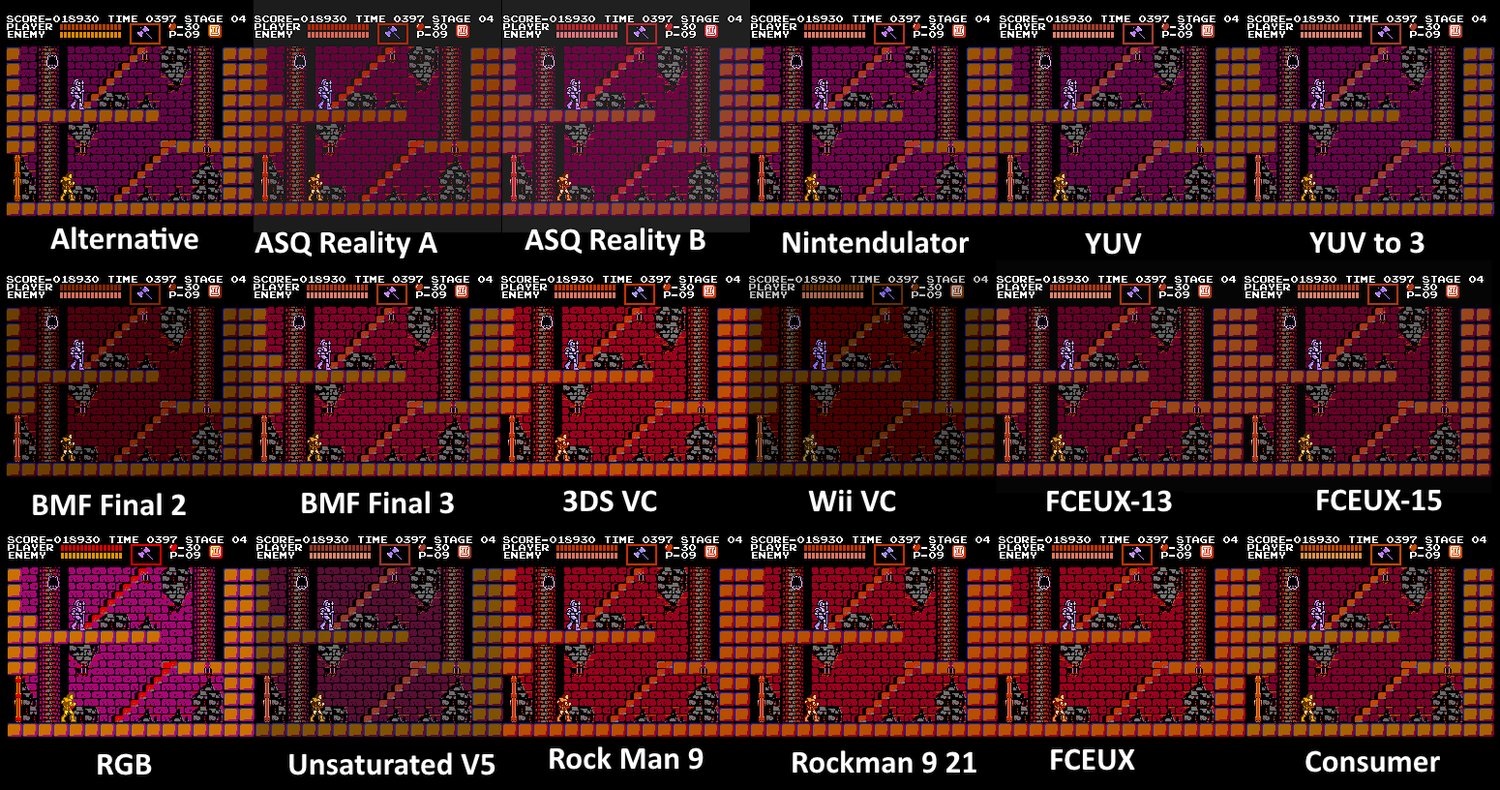 SCORE-018930 TIME 0397 STAGE 04
PLAYER -30
ENEMY P-09
SCORE-018930 TIME 0397 STAGE 04
PLAYER -30
ENEMY P-09
SCORE-018930 TIME 0397 STAGE 04
PLAYER -30
ENEMY P-09
SCORE-018930 TIME 0397 STAGE 04
PLAYER -30
ENEMY P-09
SCORE-018930 TIME 0397 STAGE 04
PLAYER -30
ENEMY P-09
SCORE-018930 TIME 0397 STAGE 04
PLAYER -30
ENEMY P-09
Alternative
ASQ Reality A
ASQ Reality B
Nintendulator
YUV
YUV to 3
SCORE-018930 TIME 0397 STAGE 04
PLAYER -30
ENEMY P-09
SCORE-018930 TIME 0397 STAGE 04
PLAYER -30
ENEMY P-09
SCORE-018930 TIME 0397 STAGE 04
PLAYER -30
ENEMY P-09
SCORE-018930 TIME 0397 STAGE 04
PLAYER -30
ENEMY P-09
SCORE-018930 TIME 0397 STAGE 04
PLAYER -30
ENEMY P-09
SCORE-018930 TIME 0397 STAGE 04
PLAYER -30
ENEMY P-09
BMF Final 2
BMF Final 3
3DS VC
Wii VC
FCEUX-13
FCEUX-15
SCORE-018930 TIME 0397 STAGE 04
PLAYER -30
ENEMY P-09
SCORE-018930 TIME 0397 STAGE 04
PLAYER -30
ENEMY P-09
SCORE-018930 TIME 0397 STAGE 04
PLAYER -30
ENEMY P-09
SCORE-018930 TIME 0397 STAGE 04
PLAYER -30
ENEMY P-09
SCORE-018930 TIME 0397 STAGE 04
PLAYER -30
ENEMY P-09
SCORE-018930 TIME 0397 STAGE 04
PLAYER -30
ENEMY P-09
RGB
Unsaturated V5
Rock Man 9
Rockman 9 21
FCEUX
Consumer